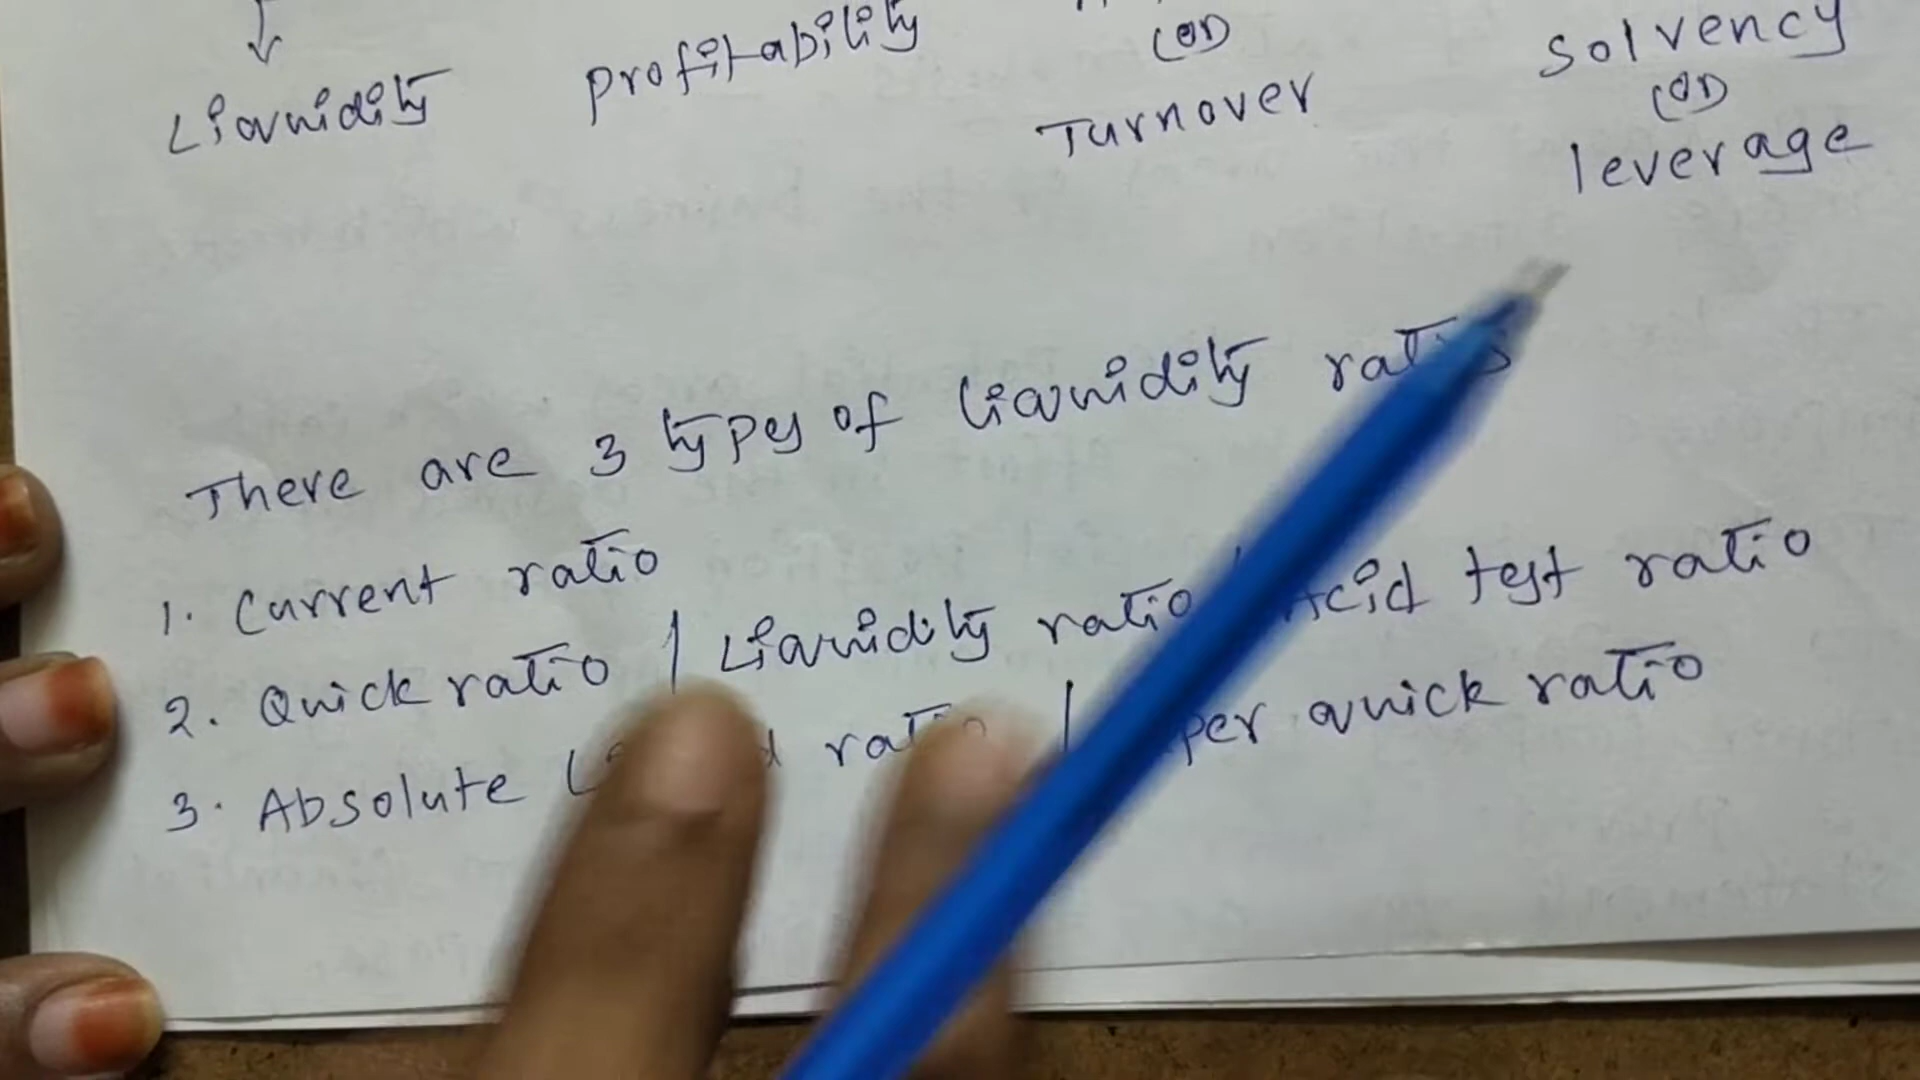 Liquidity profitability (or) Solvency
Turnover (or)
leverage
There are 3 types of liquidity
1. Current ratio
2. Quick ratio / Liquidity ratio / Acid test ratio
3. Absolute / quick ratio